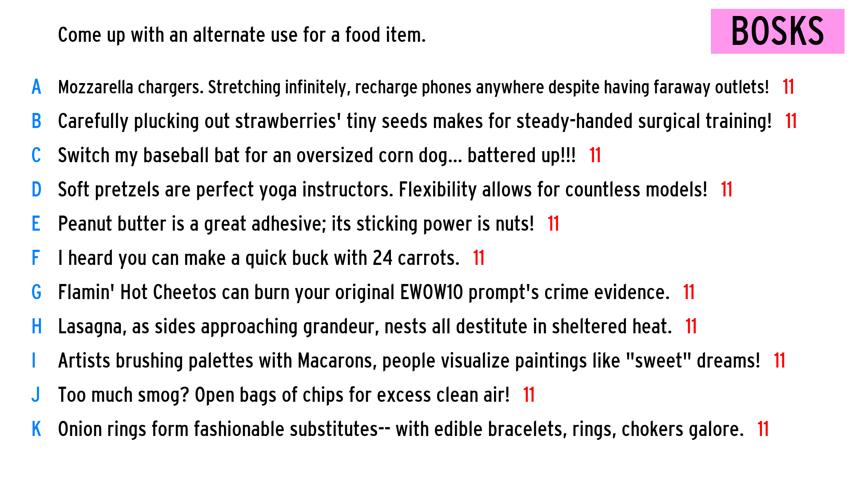 Come up with an alternate use for a food item.
BOSKS
A Mozzarella chargers. Stretching infinitely, recharge phones anywhere despite having faraway outlets! 11
B Carefully plucking out strawberries' tiny seeds makes for steady-handed surgical training! 11
C Switch my baseball bat for an oversized corn dog... battered up!!! 11
D Soft pretzels are perfect yoga instructors. Flexibility allows for countless models! 11
E Peanut butter is a great adhesive; its sticking power is nuts! 11
F I heard you can make a quick buck with 24 carrots. 11
G Flamin' Hot Cheetos can burn your original EWOW10 prompt's crime evidence. 11
H Lasagna, as sides approaching grandeur, nests all destitute in sheltered heat. 11
I Artists brushing palettes with Macarons, people visualize paintings like "sweet" dreams! 11
J Too much smog? Open bags of chips for excess clean air! 11
K Onion rings form fashionable substitutes-- with edible bracelets, rings, chokers galore. 11